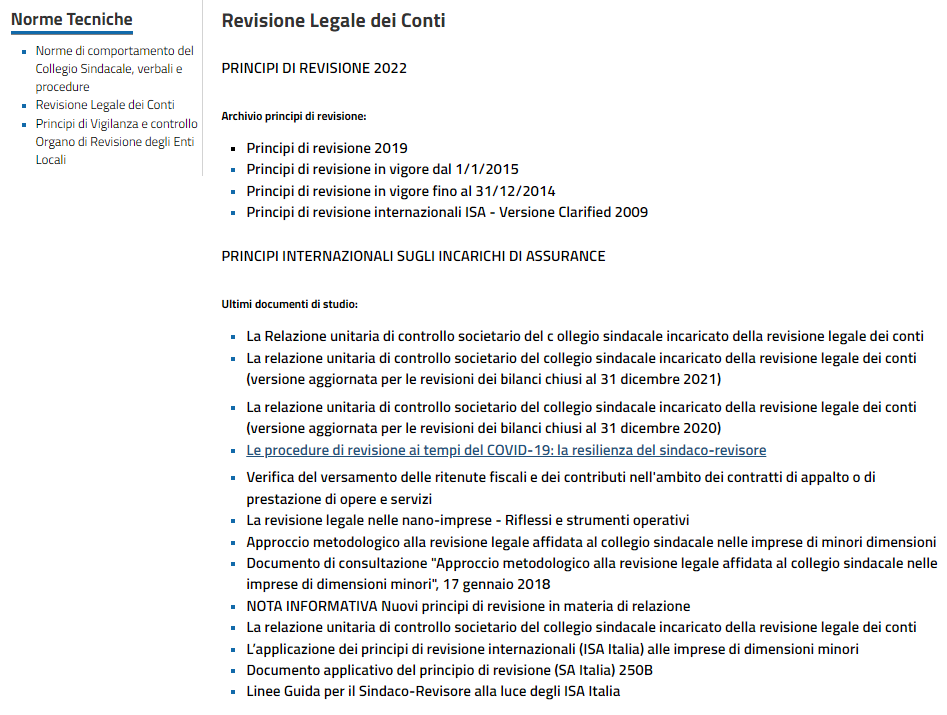 Norme Tecniche
Norme di comportamento del
Collegio Sindacale, verbali e
procedure
Revisione Legale dei Conti
Principi di Vigilanza e controllo
Organo di Revisione degli Enti
Locali
Revisione Legale dei Conti
PRINCIPI DI REVISIONE 2022
Archivio principi di revisione:
Principi di revisione 2019
Principi di revisione in vigore dal 1/1/2015
Principi di revisione in vigore fino al 31/12/2014
Principi di revisione internazionali ISA - Versione Clarified 2009
PRINCIPI INTERNAZIONALI SUGLI INCARICHI DI ASSURANCE
Ultimi documenti di studio:
La Relazione unitaria di controllo societario del c ollegio sindacale incaricato della revisione legale dei conti
La relazione unitaria di controllo societario del collegio sindacale incaricato della revisione legale dei conti
(versione aggiornata per le revisioni dei bilanci chiusi al 31 dicembre 2021)
La relazione unitaria di controllo societario del collegio sindacale incaricato della revisione legale dei conti
(versione aggiornata per le revisioni dei bilanci chiusi al 31 dicembre 2020)
Le procedure di revisione ai tempi del COVID-19: la resilienza del sindaco-revisore
Verifica del versamento delle ritenute fiscali e dei contributi nell'ambito dei contratti di appalto o di
prestazione di opere e servizi
La revisione legale nelle nano-imprese - Riflessi e strumenti operativi
Approccio metodologico alla revisione legale affidata al collegio sindacale nelle imprese di minori dimensioni
Documento di consultazione "Approccio metodologico alla revisione legale affidata al collegio sindacale nelle
imprese di dimensioni minori", 17 gennaio 2018
NOTA INFORMATIVA Nuovi principi di revisione in materia di relazione
La relazione unitaria di controllo societario del collegio sindacale incaricato della revisione legale dei conti
L’applicazione dei principi di revisione internazionali (ISA Italia) alle imprese di dimensioni minori
Documento applicativo del principio di revisione (SA Italia) 250B
Linee Guida per il Sindaco-Revisore alla luce degli ISA Italia